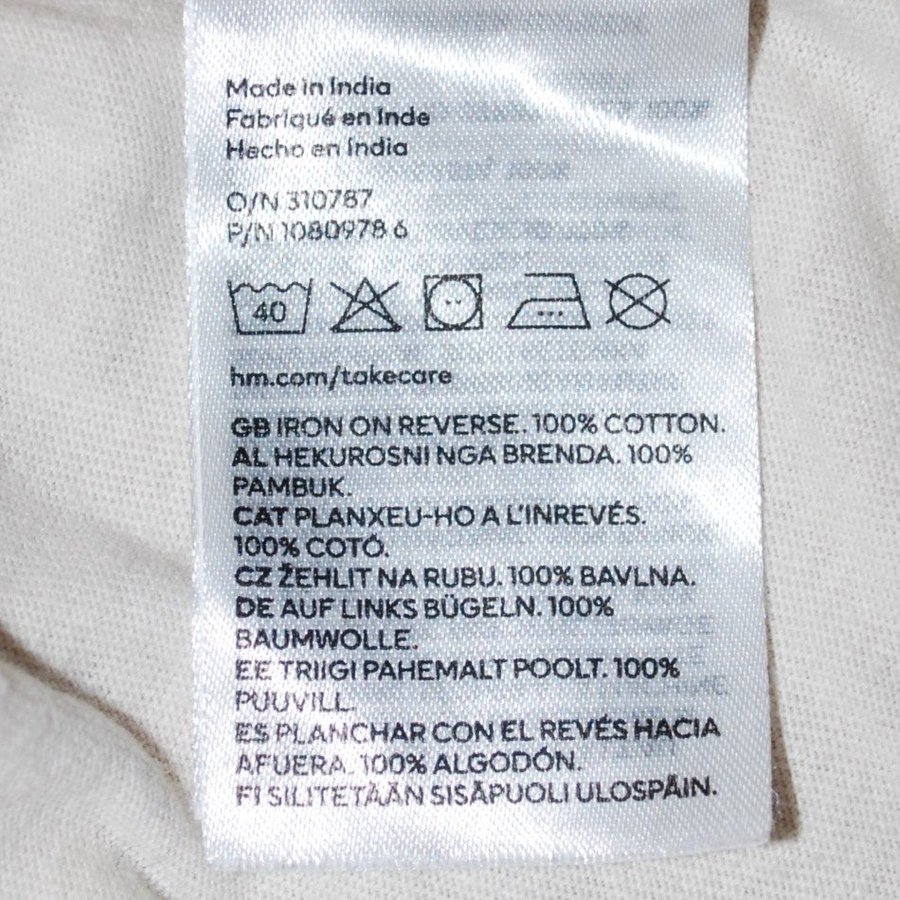 Made in India
Fabriqué en Inde
Hecho en India
O/N 310787
P/N 1080978 6
40
hm.com/takecare
GB IRON ON REVERSE. 100% COTTON.
AL HEKUROSNI NGA BRENDA. 100%
PAMBUK.
CAT PLANXEU-HO A L'INREVÉS.
100% COTÓ.
CZ ŽEHLIT NA RUBU. 100% BAVLNA.
DE AUF LINKS BÜGELN. 100%
BAUMWOLLE.
EE TRIIGI PAHEMALT POOLT. 100%
PUUVILL.
ES PLANCHAR CON EL REVÉS HACIA
AFUERA. 100% ALGODÓN.
FI SILITETÄÄN SISÄPUOLI ULOSPÄIN.